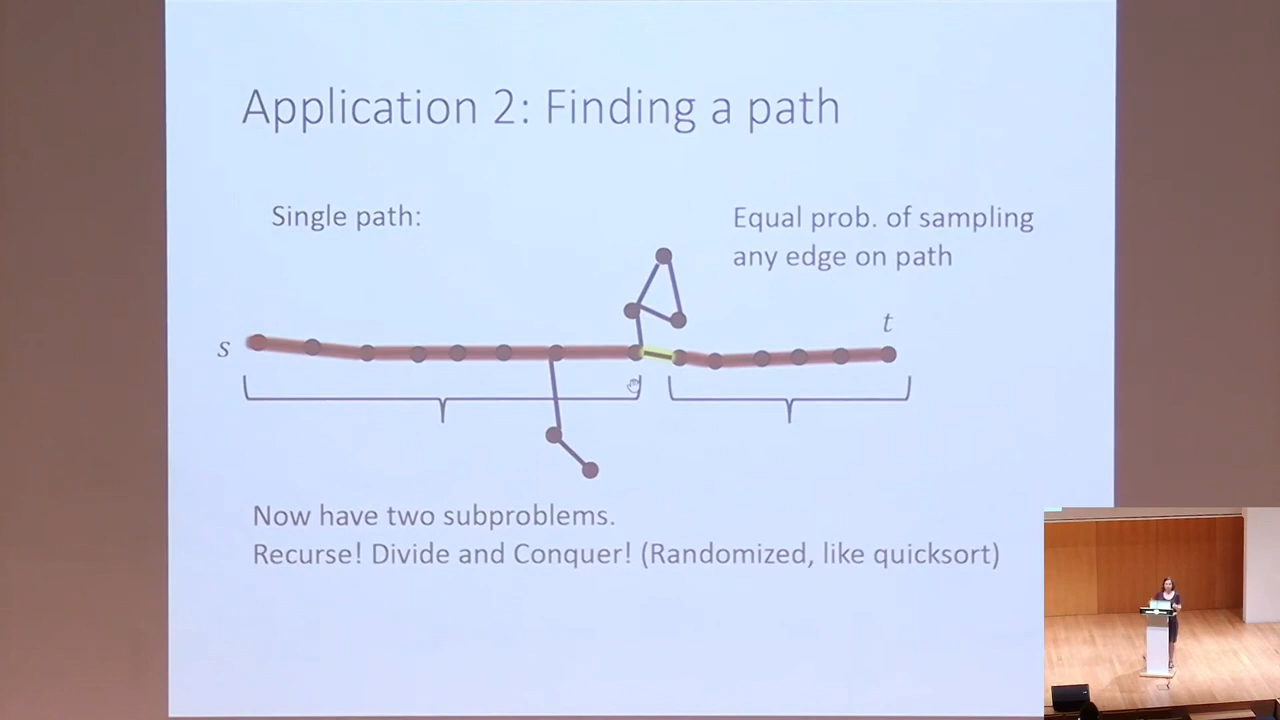 Application 2: Finding a path
Single path:
Equal prob. of sampling
any edge on path
s
t
Now have two subproblems.
Recurse! Divide and Conquer! (Randomized, like quicksort)